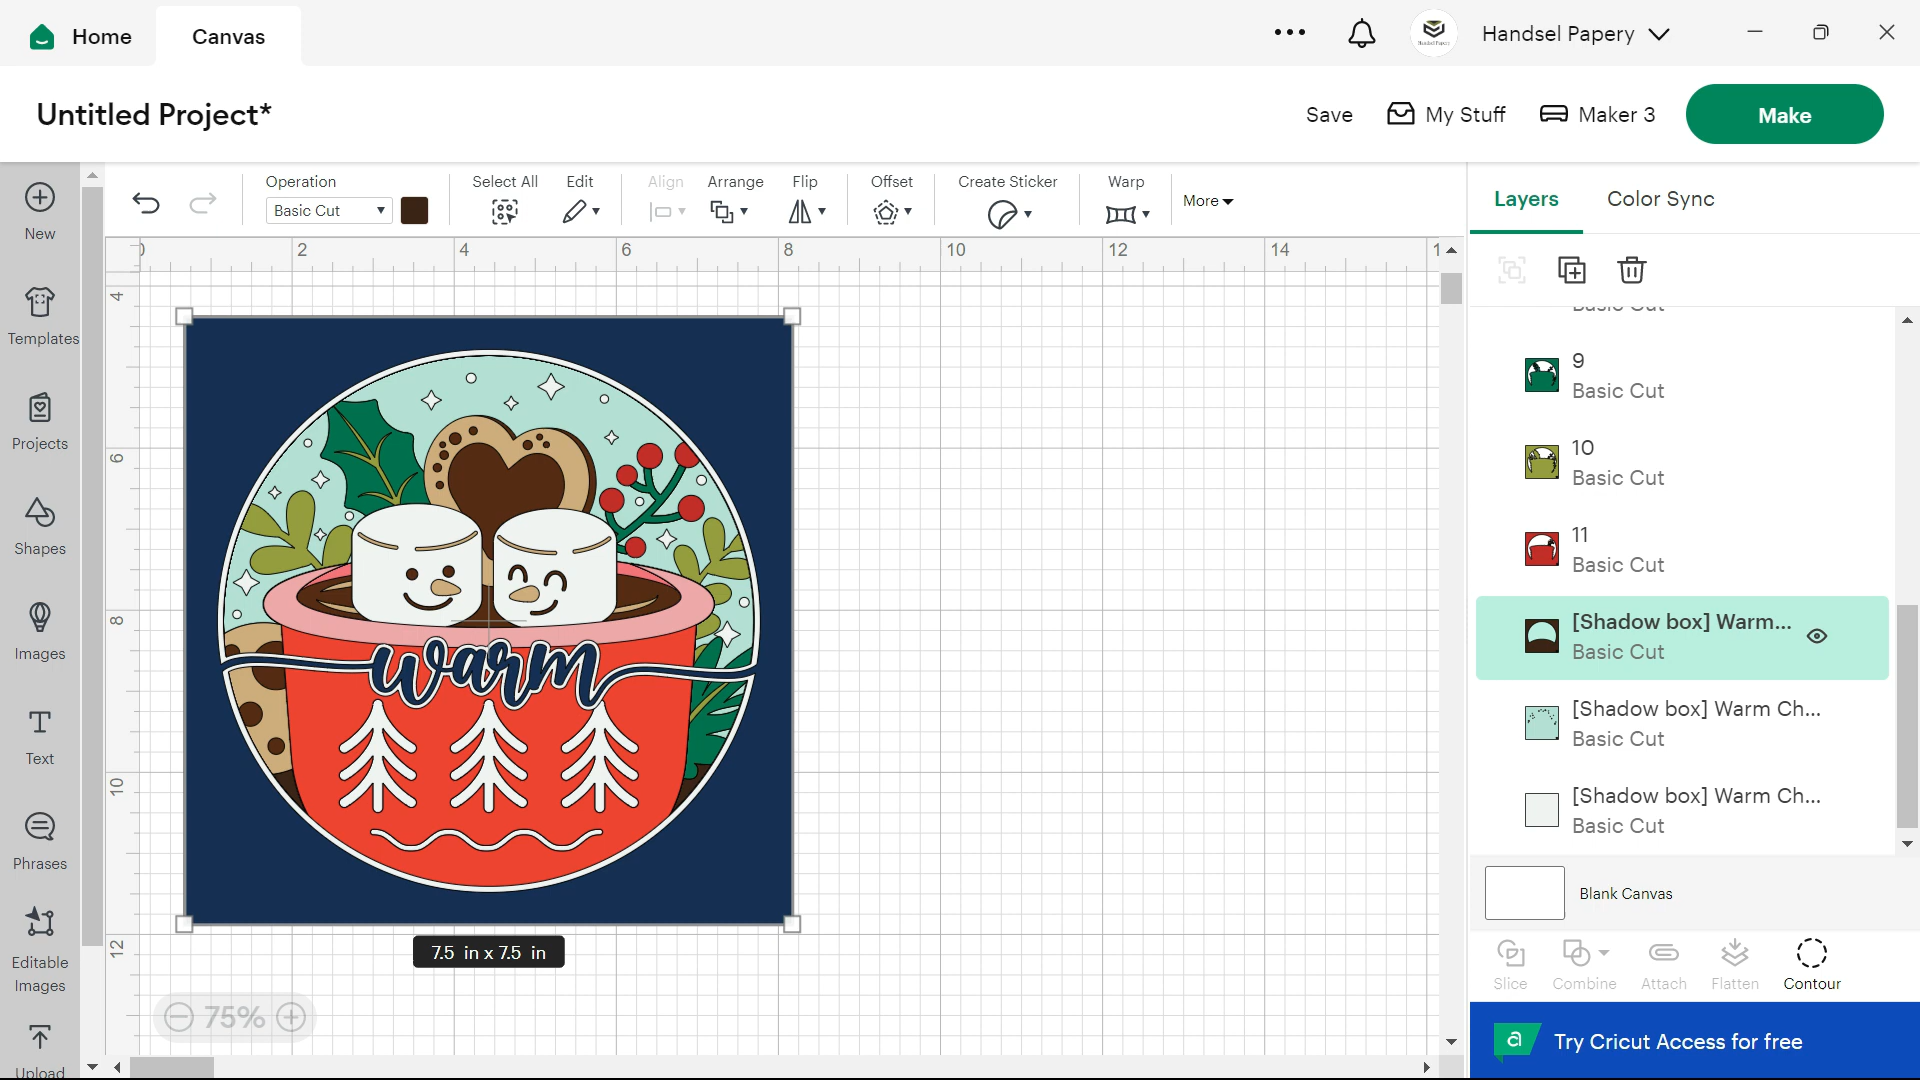 Home
Canvas
Handsel Papery
Untitled Project*
Save
My Stuff
Maker 3
Make
New
Templates
Projects
Shapes
Images
Text
Phrases
Editable
Images
Upload
Operation
Basic Cut
Select All
Edit
Align
Arrange
Flip
Offset
Create Sticker
Warp
More
2
4
6
8
10
12
14
4
6
8
10
12
warm
7.5 in x 7.5 in
75%
Layers
Color Sync
Basic Cut
9
Basic Cut
10
Basic Cut
11
Basic Cut
[Shadow box] Warm...
Basic Cut
[Shadow box] Warm Ch...
Basic Cut
[Shadow box] Warm Ch...
Basic Cut
Blank Canvas
Slice
Combine
Attach
Flatten
Contour
a
Try Cricut Access for free